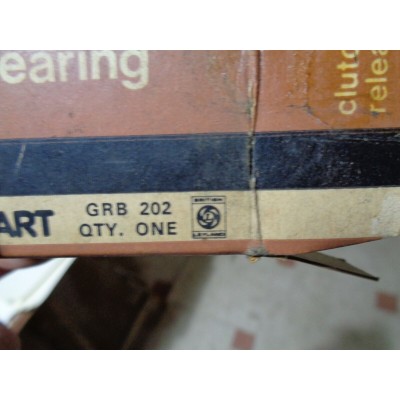 earing
clutc
relea
ART
GRB 202
QTY. ONE
BRITISH
LEYLAND